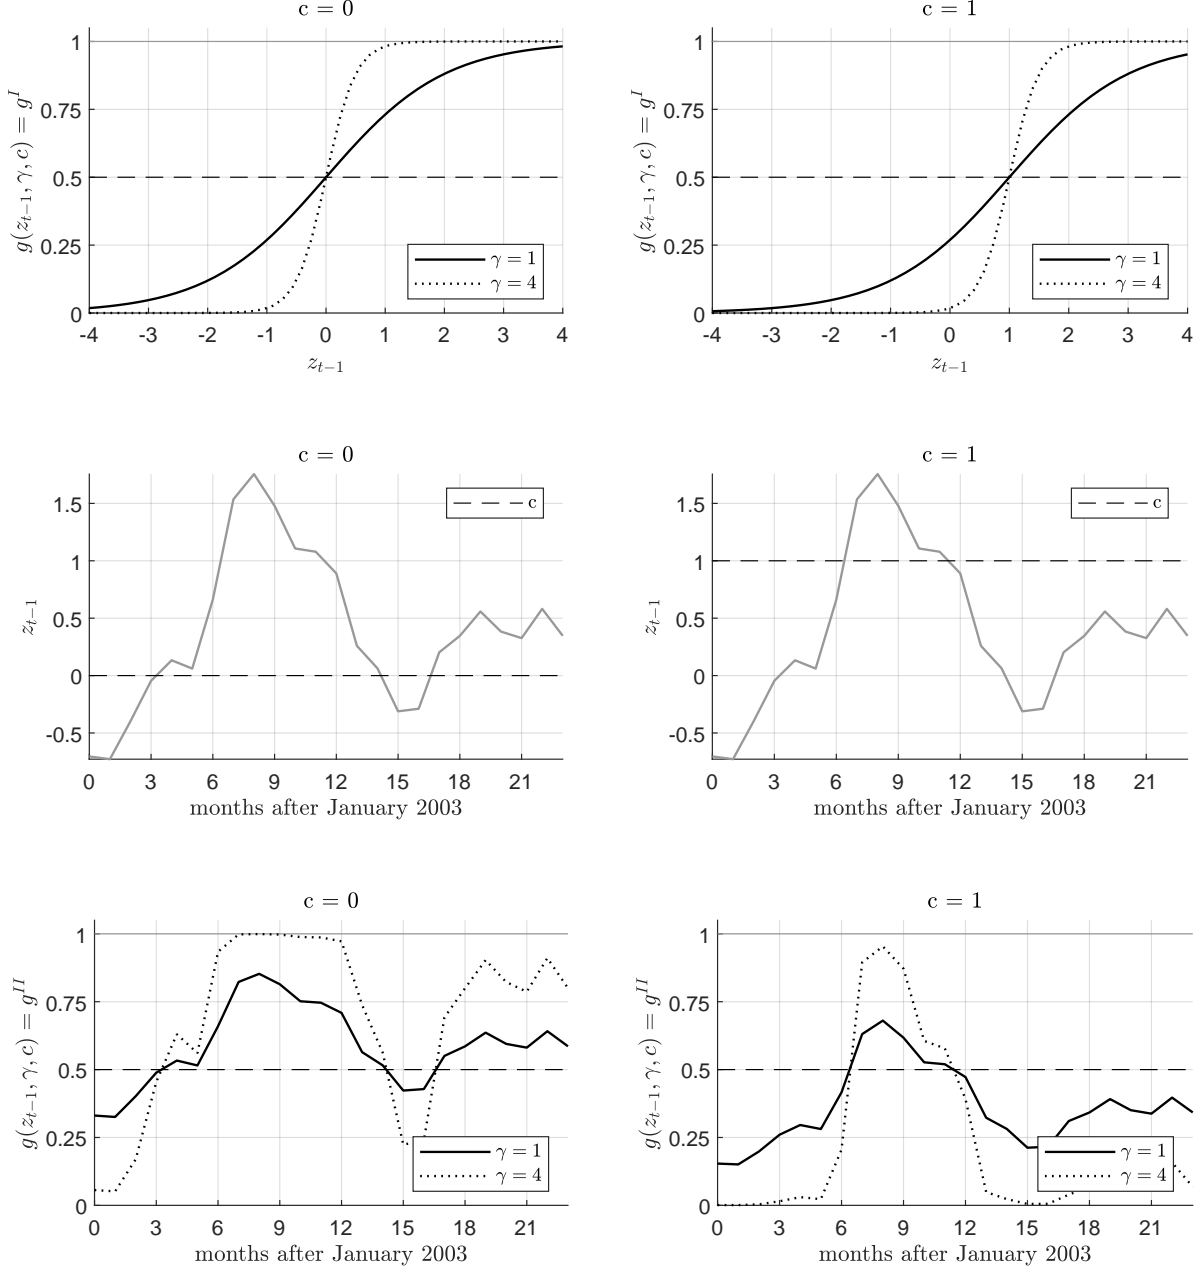 c = 0
c = 1
g(z_{t−1}, γ, c) = g^I
1
0.75
0.5
0.25
0
-4 -3 -2 -1 0 1 2 3 4
z_{t−1}
γ = 1
γ = 4
g(z_{t−1}, γ, c) = g^I
1
0.75
0.5
0.25
0
-4 -3 -2 -1 0 1 2 3 4
z_{t−1}
γ = 1
γ = 4
c = 0
c = 1
z_{t−1}
1.5
1
0.5
0
-0.5
0 3 6 9 12 15 18 21
months after January 2003
c
z_{t−1}
1.5
1
0.5
0
-0.5
0 3 6 9 12 15 18 21
months after January 2003
c
c = 0
c = 1
g(z_{t−1}, γ, c) = g^{II}
1
0.75
0.5
0.25
0
0 3 6 9 12 15 18 21
months after January 2003
γ = 1
γ = 4
g(z_{t−1}, γ, c) = g^{II}
1
0.75
0.5
0.25
0
0 3 6 9 12 15 18 21
months after January 2003
γ = 1
γ = 4